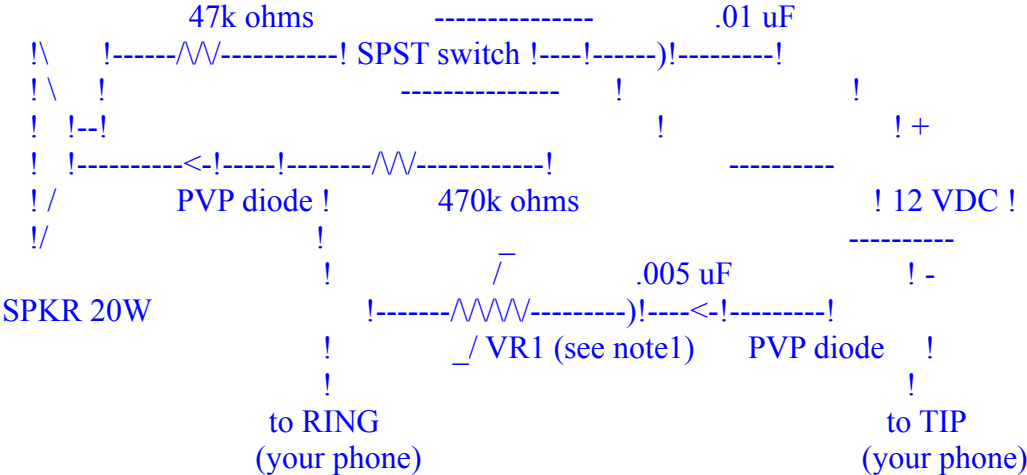 47k ohms --------------- .01 uF
!\ !------/\/\/-----------! SPST switch !----!------)!---------!
! \ ! --------------- ! !
! !--! ! ! +
! !----------<-!-----!--------/\/\/------------! ----------
! / PVP diode ! 470k ohms ! 12 VDC !
!/ ! _ ----------
! / .005 uF ! -
SPKR 20W !-------/\/\/\/\/---------)!----<-!---------!
! _/ VR1 (see note1) PVP diode !
! !
to RING to TIP
(your phone) (your phone)